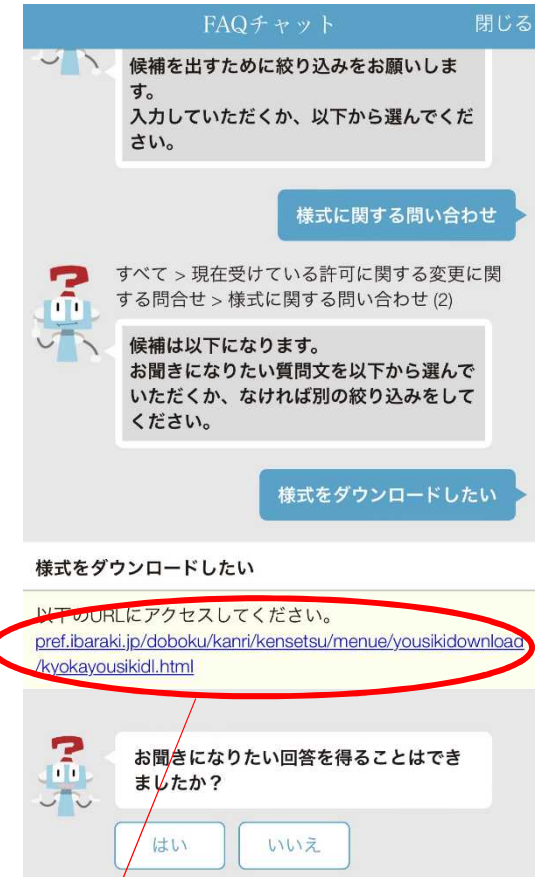 FAQチャット
閉じる
候補を出すために絞り込みをお願いしま
す。
入力していただくか、以下から選んでくだ
さい。
様式に関する問い合わせ
すべて > 現在受けている許可に関する変更に関
する問合せ > 様式に関する問い合わせ (2)
候補は以下になります。
お聞きになりたい質問文を以下から選んで
いただくか、なければ別の絞り込みをして
ください。
様式をダウンロードしたい
様式をダウンロードしたい
以下のURLにアクセスしてください。
pref.ibaraki.jp/doboku/kanri/kensetsu/menue/yousikidownload
/kyokayousikidl.html
お聞きになりたい回答を得ることはでき
ましたか？
はい
いいえ